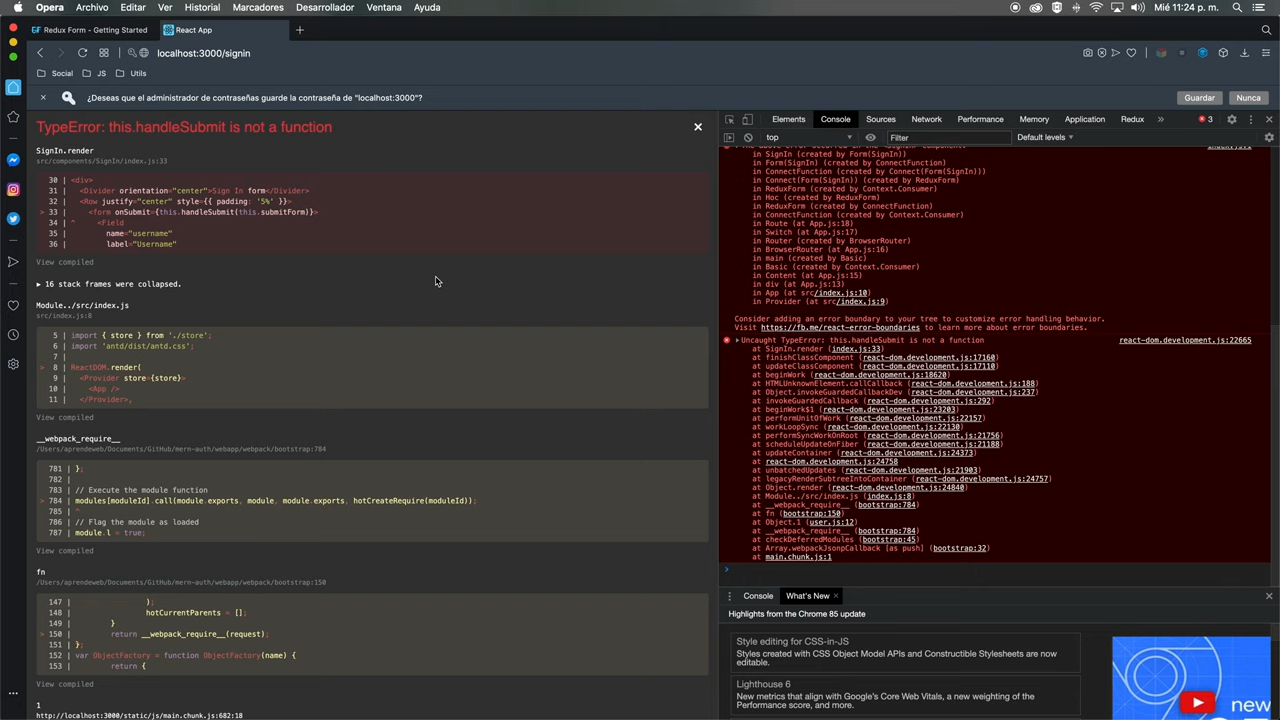 Opera Archivo Editar Ver Historial Marcadores Desarrollador Ventana Ayuda
Mié 11:24 p. m.
Redux Form - Getting Started
React App
localhost:3000/signin
Social JS Utils
¿Deseas que el administrador de contraseñas guarde la contraseña de "localhost:3000"?
Guardar Nunca
TypeError: this.handleSubmit is not a function
SignIn.render
src/components/SignIn/index.js:33
30 | <div>
31 | <Divider orientation="center">Sign In form</Divider>
32 | <Row justify="center" style={{ padding: '5%' }}>
> 33 | <form onSubmit={this.handleSubmit(this.submitForm)}>
34 | ^ <Field
35 | name="username"
36 | label="Username"
View compiled
▶ 16 stack frames were collapsed.
Module../src/index.js
src/index.js:8
5 | import { store } from './store';
6 | import 'antd/dist/antd.css';
7 |
> 8 | ReactDOM.render(
9 | <Provider store={store}>
10 | <App />
11 | </Provider>,
View compiled
__webpack_require__
/Users/aprendeweb/Documents/GitHub/mern-auth/webapp/webpack/bootstrap:784
781 | };
782 |
783 | // Execute the module function
> 784 | modules[moduleId].call(module.exports, module, module.exports, hotCreateRequire(moduleId));
785 | ^
786 | // Flag the module as loaded
787 | module.l = true;
View compiled
fn
/Users/aprendeweb/Documents/GitHub/mern-auth/webapp/webpack/bootstrap:150
147 | );
148 | hotCurrentParents = [];
149 | }
> 150 | return __webpack_require__(request);
151 | };
152 | var ObjectFactory = function ObjectFactory(name) {
153 | return {
View compiled
1
http://localhost:3000/static/js/main.chunk.js:682:18
Elements Console Sources Network Performance Memory Application Redux » 3
top Filter Default levels
in SignIn (created by Form(SignIn))
in Form(SignIn) (created by ConnectFunction)
in ConnectFunction (created by Connect(Form(SignIn)))
in Connect(Form(SignIn)) (created by ReduxForm)
in ReduxForm (created by Context.Consumer)
in Hoc (created by ReduxForm)
in ReduxForm (created by ConnectFunction)
in ConnectFunction (created by Context.Consumer)
in Route (at App.js:18)
in Switch (at App.js:17)
in Router (created by BrowserRouter)
in BrowserRouter (at App.js:16)
in main (created by Basic)
in Basic (created by Context.Consumer)
in Content (at App.js:15)
in div (at App.js:13)
in App (at src/index.js:10)
in Provider (at src/index.js:9)
Consider adding an error boundary to your tree to customize error handling behavior.
Visit https://fb.me/react-error-boundaries to learn more about error boundaries.
▶Uncaught TypeError: this.handleSubmit is not a function react-dom.development.js:22665
at SignIn.render (index.js:33)
at finishClassComponent (react-dom.development.js:17160)
at updateClassComponent (react-dom.development.js:17110)
at beginWork (react-dom.development.js:18620)
at HTMLUnknownElement.callCallback (react-dom.development.js:188)
at Object.invokeGuardedCallbackDev (react-dom.development.js:237)
at invokeGuardedCallback (react-dom.development.js:292)
at beginWork$1 (react-dom.development.js:23203)
at performUnitOfWork (react-dom.development.js:22157)
at workLoopSync (react-dom.development.js:22130)
at performSyncWorkOnRoot (react-dom.development.js:21756)
at scheduleUpdateOnFiber (react-dom.development.js:21188)
at updateContainer (react-dom.development.js:24373)
at react-dom.development.js:24758
at unbatchedUpdates (react-dom.development.js:21903)
at legacyRenderSubtreeIntoContainer (react-dom.development.js:24757)
at Object.render (react-dom.development.js:24840)
at Module../src/index.js (index.js:8)
at __webpack_require__ (bootstrap:784)
at fn (bootstrap:150)
at Object.1 (user.js:12)
at __webpack_require__ (bootstrap:784)
at checkDeferredModules (bootstrap:45)
at Array.webpackJsonpCallback [as push] (bootstrap:32)
at main.chunk.js:1
Console What's New
Highlights from the Chrome 85 update
Style editing for CSS-in-JS
Styles created with CSS Object Model APIs and Constructible Stylesheets are now
editable.
Lighthouse 6
New metrics that align with Google's Core Web Vitals, a new weighting of the
Performance score, and more.
new